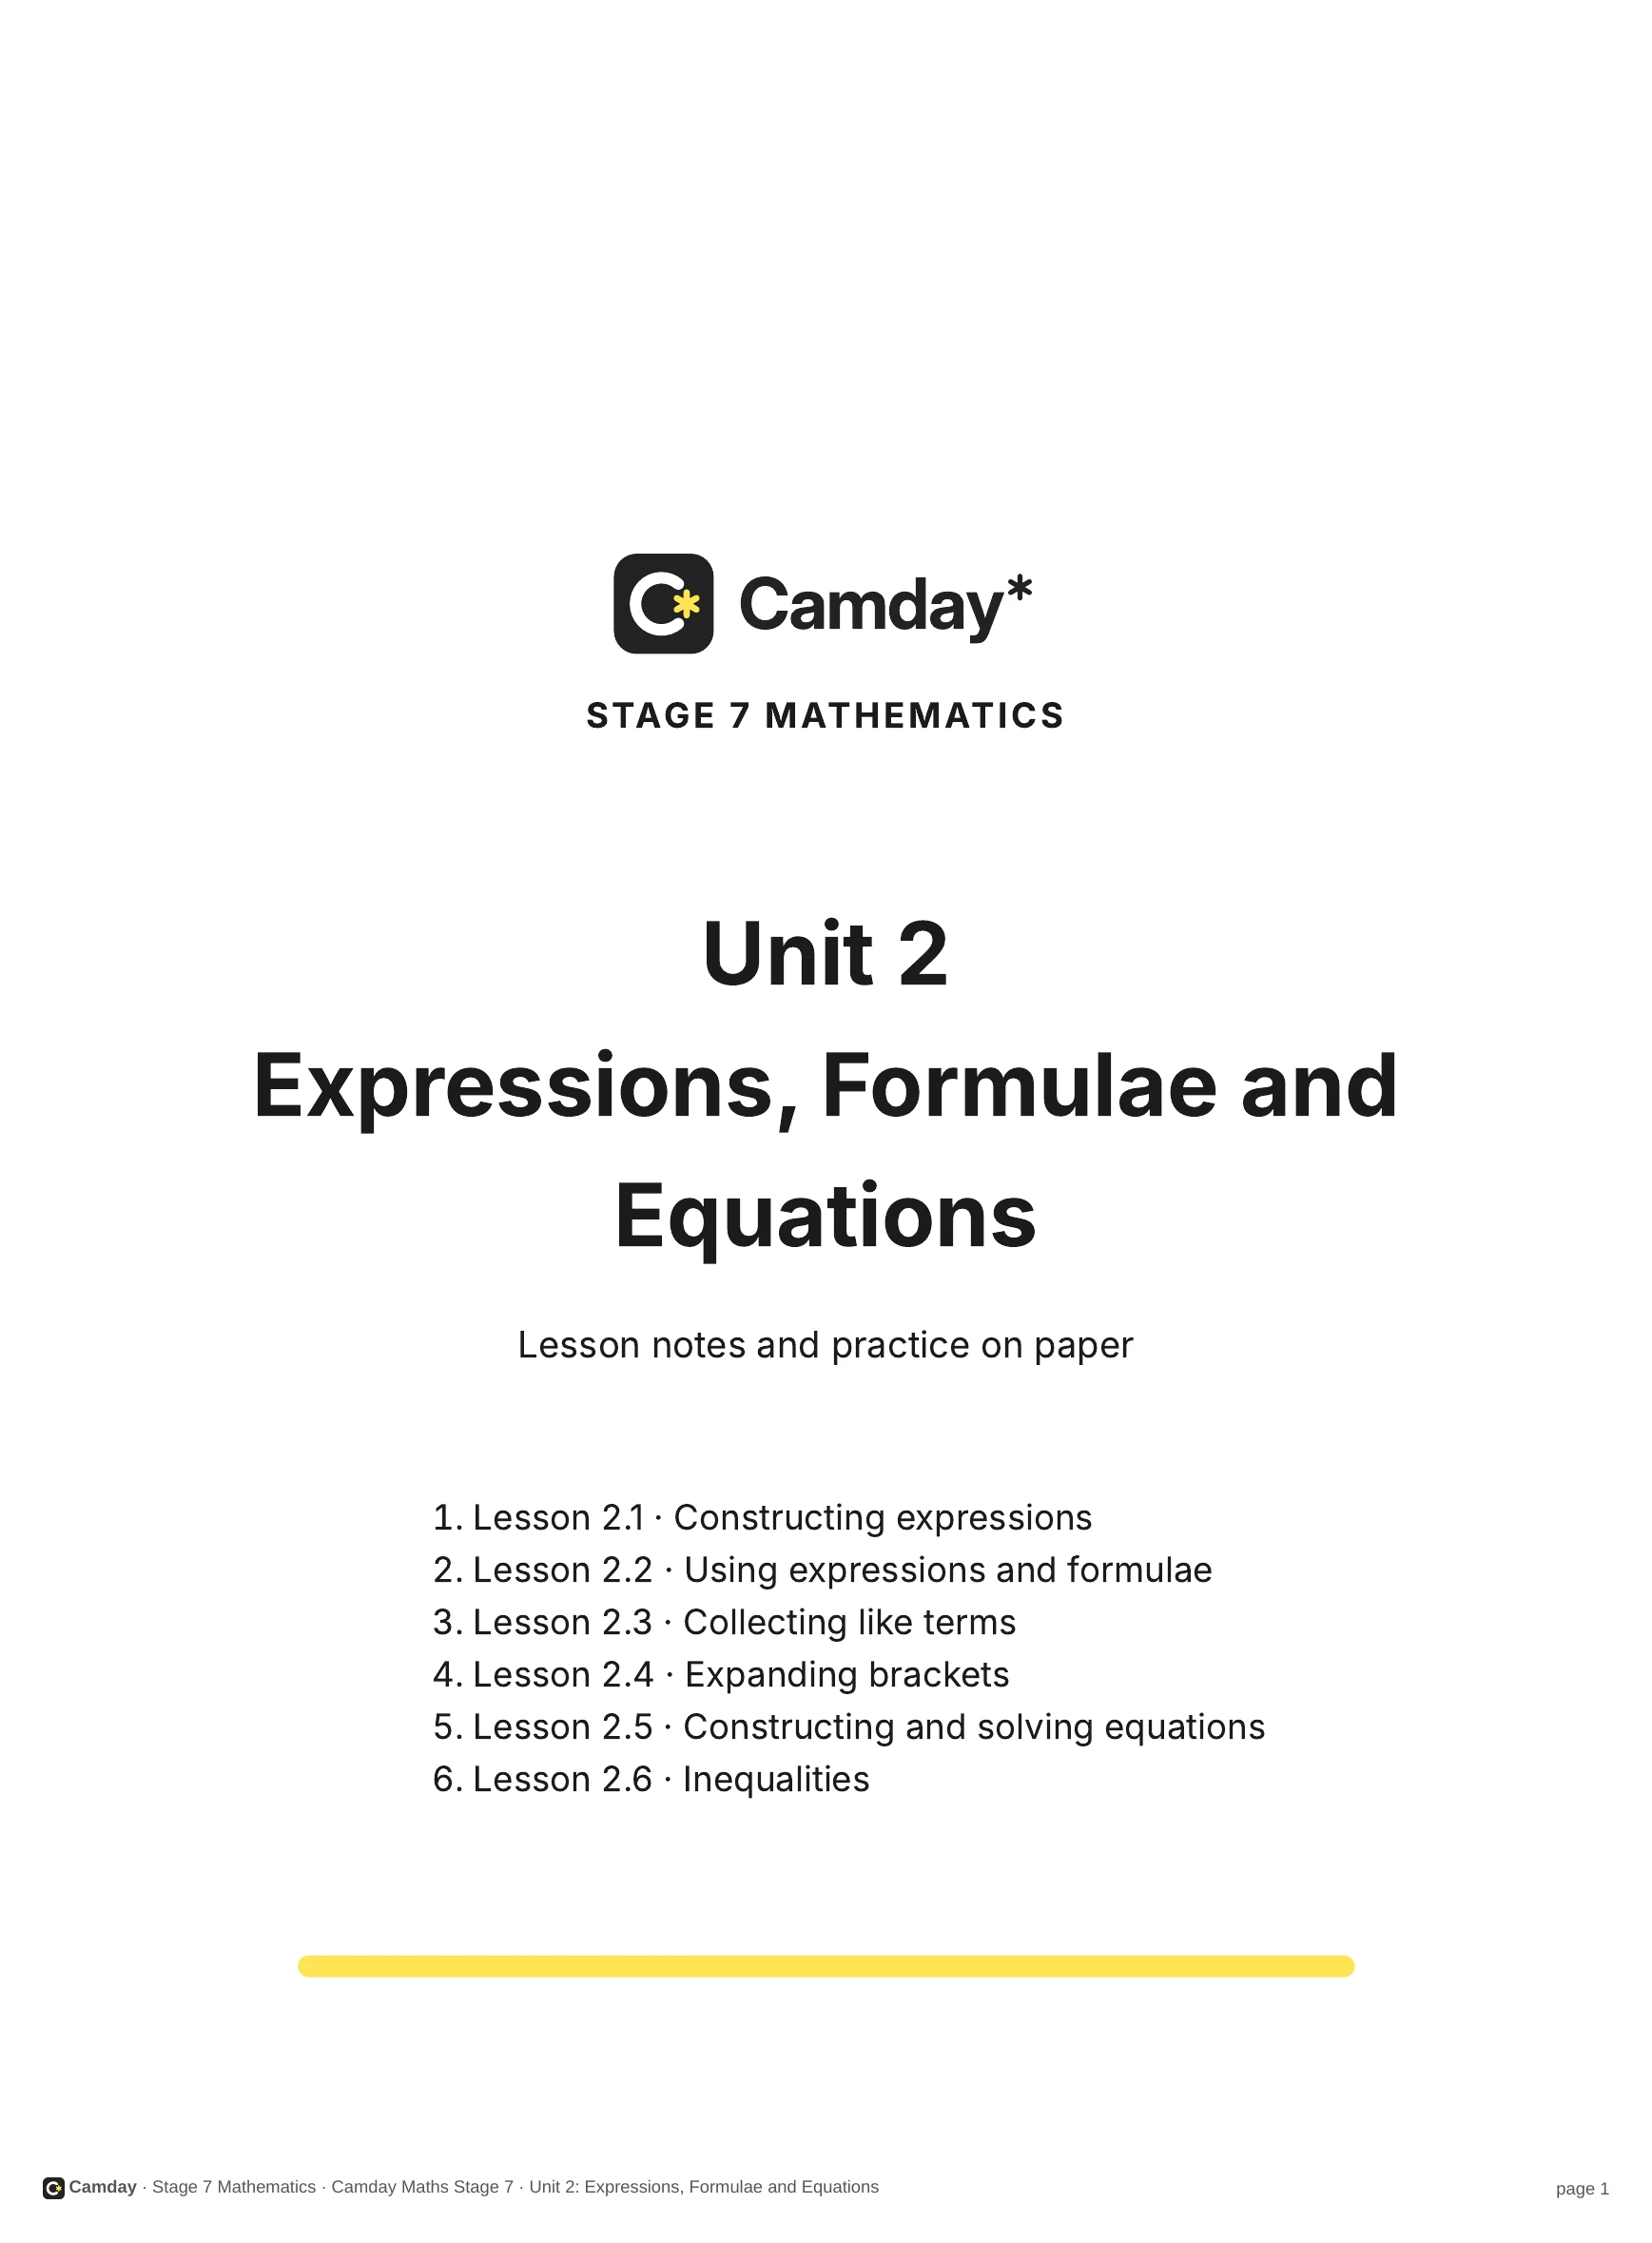 Camday*
STAGE 7 MATHEMATICS
Unit 2
Expressions, Formulae and
Equations
Lesson notes and practice on paper
1. Lesson 2.1 · Constructing expressions
2. Lesson 2.2 · Using expressions and formulae
3. Lesson 2.3 · Collecting like terms
4. Lesson 2.4 · Expanding brackets
5. Lesson 2.5 · Constructing and solving equations
6. Lesson 2.6 · Inequalities
Camday · Stage 7 Mathematics · Camday Maths Stage 7 · Unit 2: Expressions, Formulae and Equations
page 1